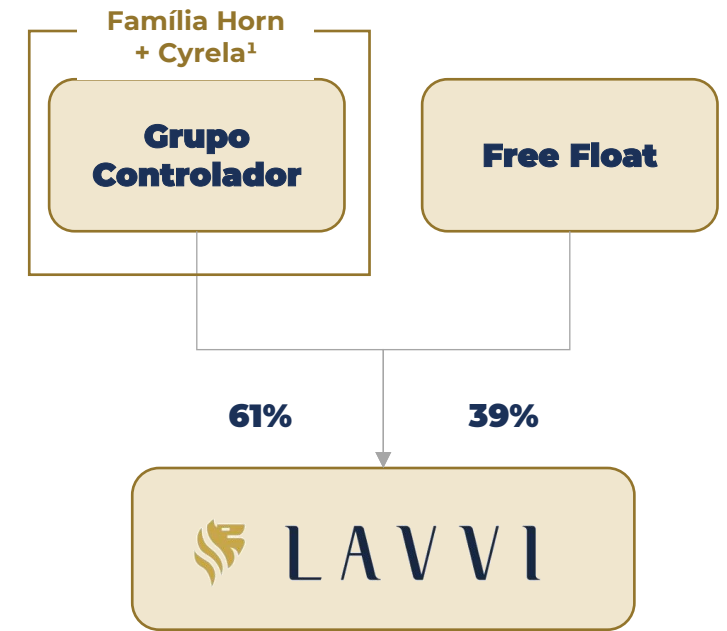 Família Horn
+ Cyrela¹
Grupo
Controlador
Free Float
61%
39%
LAVVI